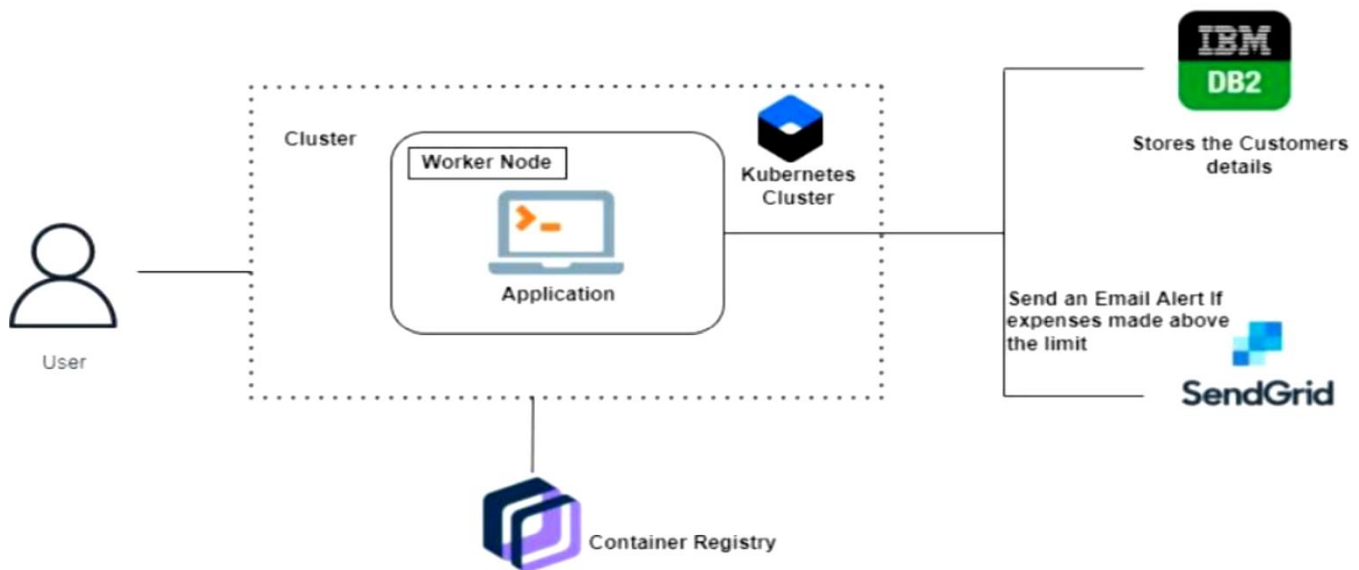 IBM
DB2
Stores the Customers
details
Cluster
Worker Node
Kubernetes
Cluster
Application
User
Send an Email Alert If
expenses made above
the limit
SendGrid
Container Registry